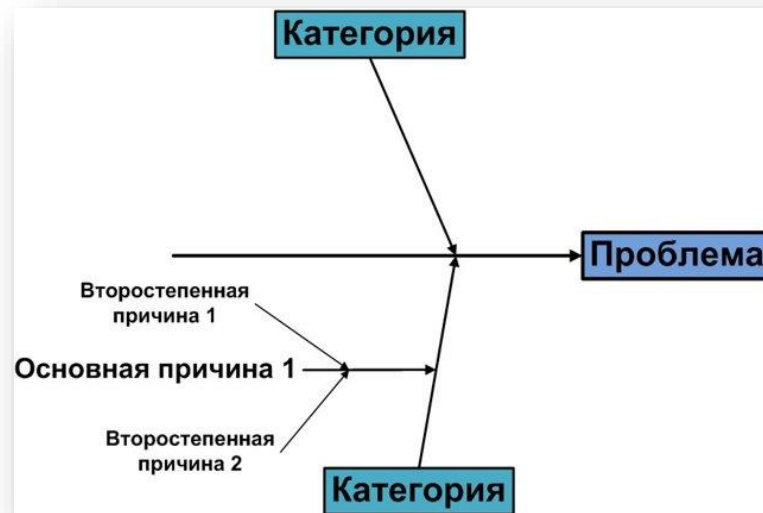 Категория
Проблема
Второстепенная
причина 1
Основная причина 1
Второстепенная
причина 2
Категория